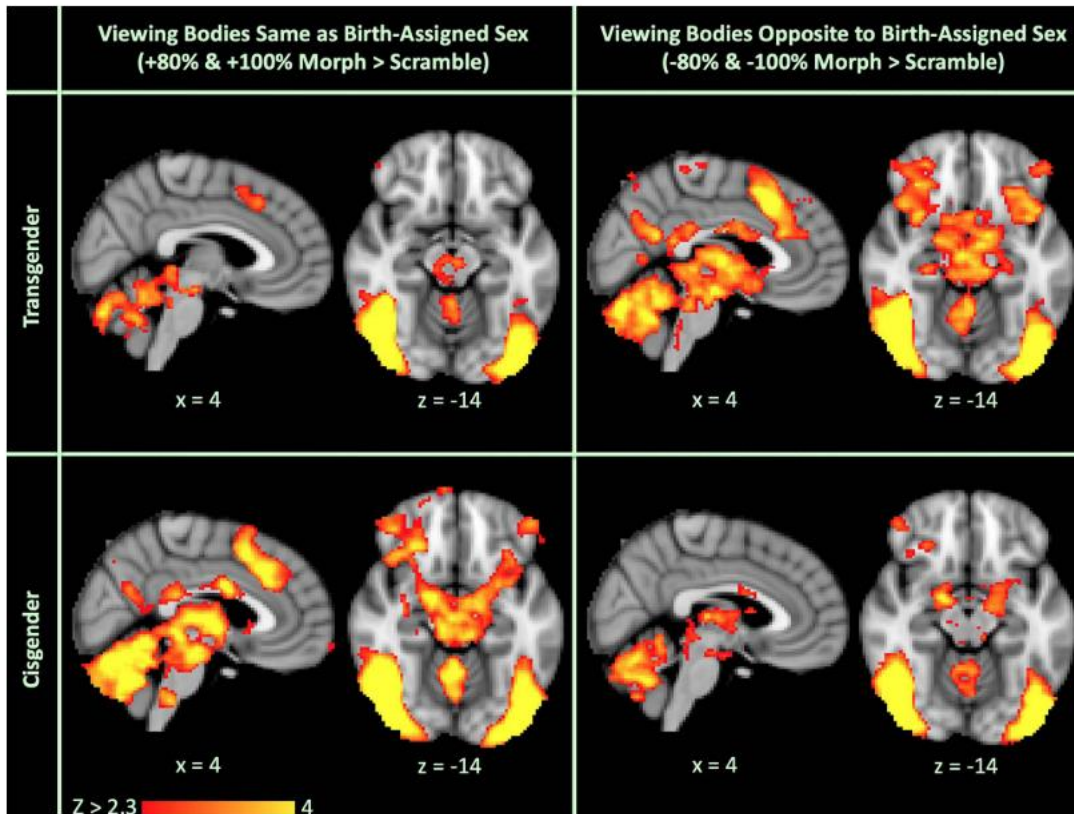 Viewing Bodies Same as Birth-Assigned Sex
(+80% & +100% Morph > Scramble)
Viewing Bodies Opposite to Birth-Assigned Sex
(-80% & -100% Morph > Scramble)
Transgender
x = 4
z = -14
x = 4
z = -14
Cisgender
x = 4
z = -14
x = 4
z = -14
Z > 2.3
4